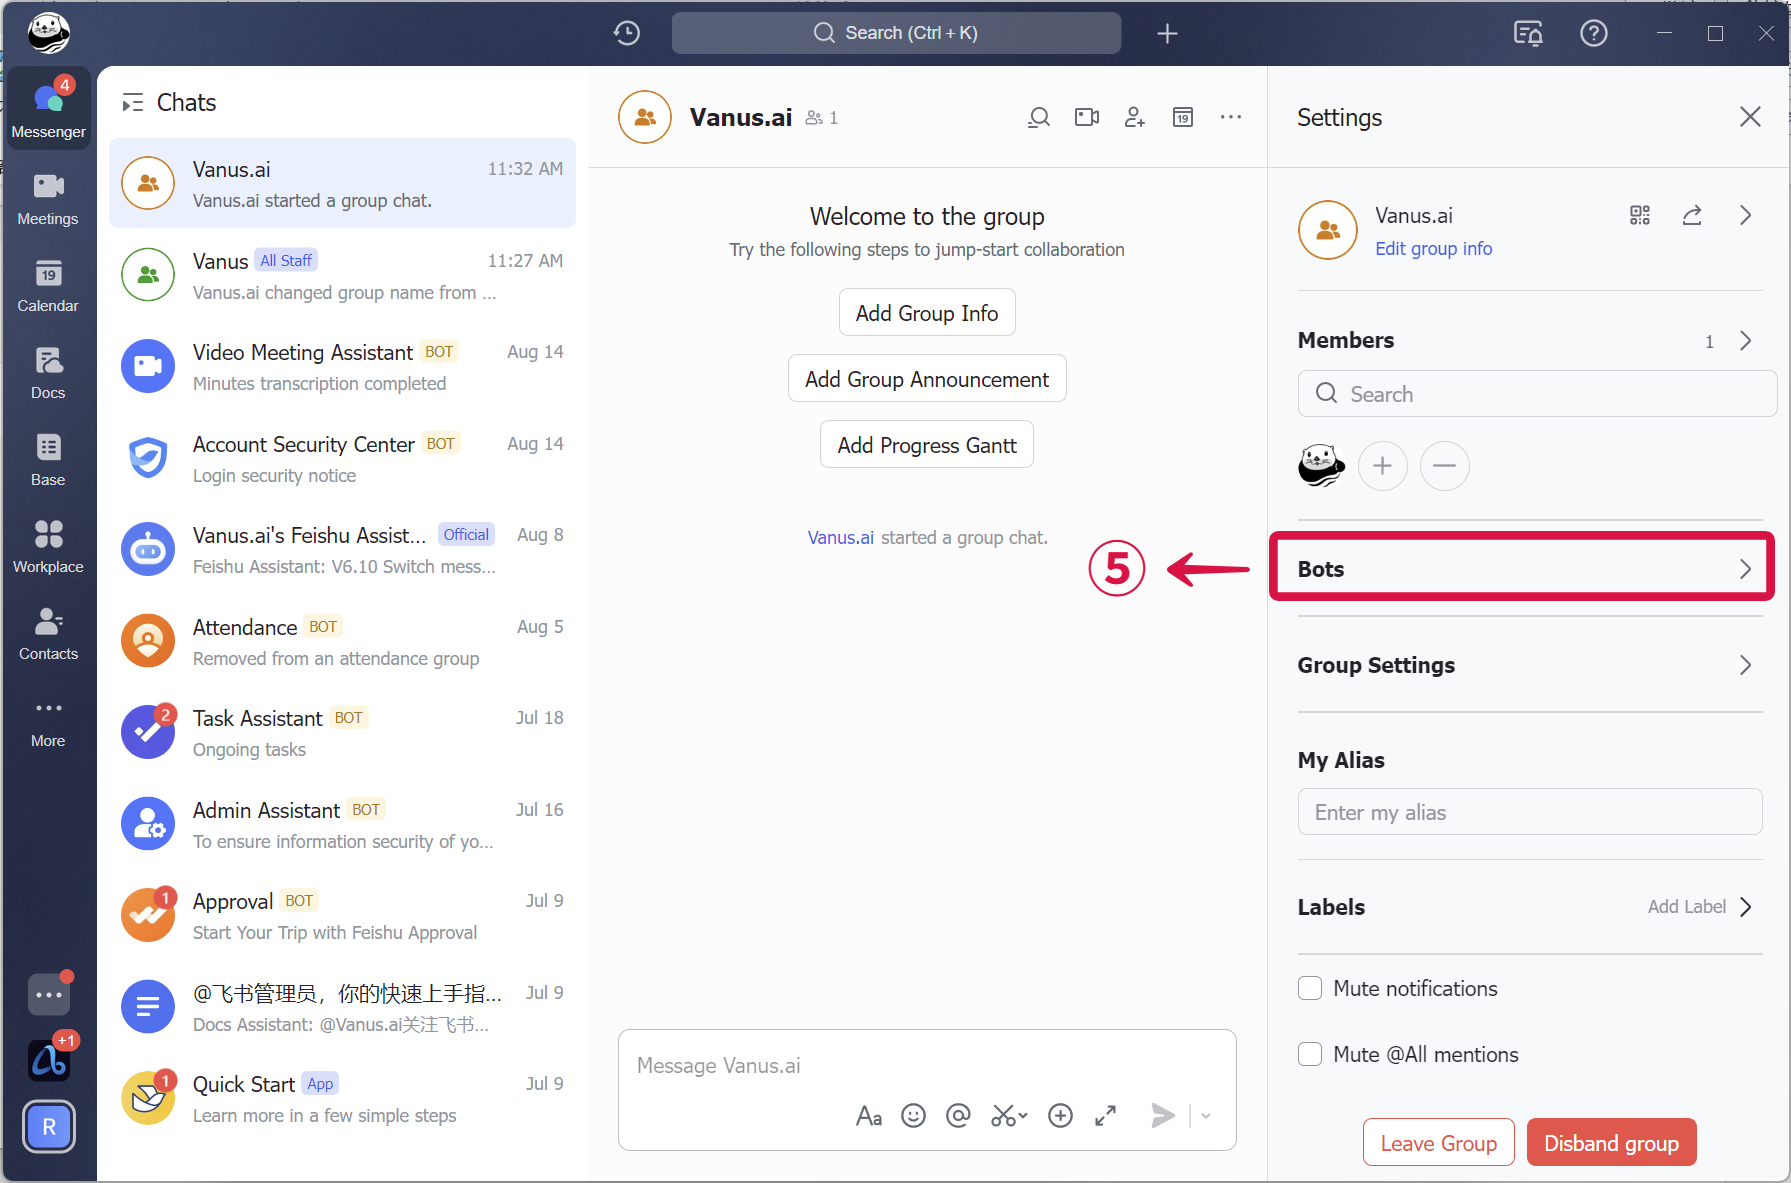 Search (Ctrl + K)
4
Messenger
Meetings
19
Calendar
Docs
Base
Workplace
Contacts
More
+1
R
Chats
Vanus.ai 11:32 AM
Vanus.ai started a group chat.
Vanus All Staff 11:27 AM
Vanus.ai changed group name from ...
Video Meeting Assistant BOT Aug 14
Minutes transcription completed
Account Security Center BOT Aug 14
Login security notice
Vanus.ai's Feishu Assist... Official Aug 8
Feishu Assistant: V6.10 Switch mess...
Attendance BOT Aug 5
Removed from an attendance group
2
Task Assistant BOT Jul 18
Ongoing tasks
Admin Assistant BOT Jul 16
To ensure information security of yo...
1
Approval BOT Jul 9
Start Your Trip with Feishu Approval
@飞书管理员，你的快速上手指... Jul 9
Docs Assistant: @Vanus.ai关注飞书...
1
Quick Start App Jul 9
Learn more in a few simple steps
Vanus.ai 1
19
Welcome to the group
Try the following steps to jump-start collaboration
Add Group Info
Add Group Announcement
Add Progress Gantt
Vanus.ai started a group chat.
5
Message Vanus.ai
Aa
Settings
Vanus.ai
Edit group info
Members 1
Search
Bots
Group Settings
My Alias
Enter my alias
Labels Add Label
Mute notifications
Mute @All mentions
Leave Group
Disband group